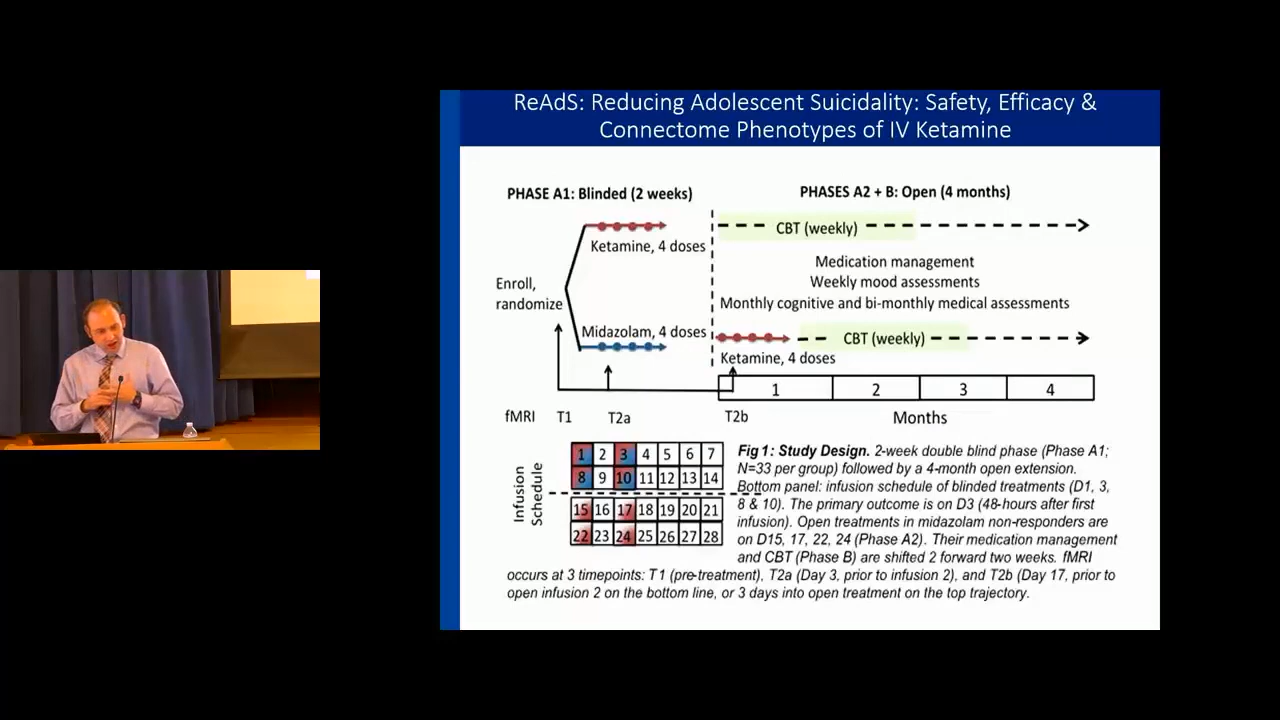 ReAdS: Reducing Adolescent Suicidality: Safety, Efficacy &
Connectome Phenotypes of IV Ketamine
PHASE A1: Blinded (2 weeks)
PHASES A2 + B: Open (4 months)
CBT (weekly)
Ketamine, 4 doses
Medication management
Weekly mood assessments
Monthly cognitive and bi-monthly medical assessments
Enroll,
randomize
Midazolam, 4 doses
CBT (weekly)
Ketamine, 4 doses
1 2 3 4
fMRI T1 T2a T2b Months
Infusion
Schedule
1 2 3 4 5 6 7
8 9 10 11 12 13 14
15 16 17 18 19 20 21
22 23 24 25 26 27 28
Fig 1: Study Design. 2-week double blind phase (Phase A1;
N=33 per group) followed by a 4-month open extension.
Bottom panel: infusion schedule of blinded treatments (D1, 3,
8 & 10). The primary outcome is on D3 (48-hours after first
infusion). Open treatments in midazolam non-responders are
on D15, 17, 22, 24 (Phase A2). Their medication management
and CBT (Phase B) are shifted 2 forward two weeks. fMRI
occurs at 3 timepoints: T1 (pre-treatment), T2a (Day 3, prior to infusion 2), and T2b (Day 17, prior to
open infusion 2 on the bottom line, or 3 days into open treatment on the top trajectory.